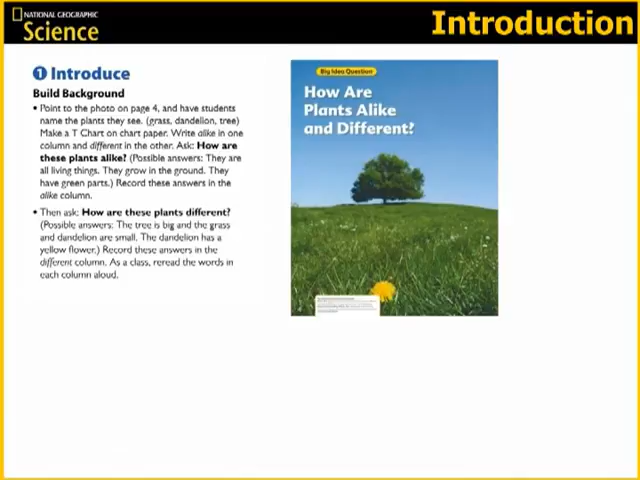 NATIONAL GEOGRAPHIC
Science
Introduction
1 Introduce
Build Background
• Point to the photo on page 4, and have students
name the plants they see. (grass, dandelion, tree)
Make a T Chart on chart paper. Write alike in one
column and different in the other. Ask: How are
these plants alike? (Possible answers: They are
all living things. They grow in the ground. They
have green parts.) Record these answers in the
alike column.
• Then ask: How are these plants different?
(Possible answers: The tree is big and the grass
and dandelion are small. The dandelion has a
yellow flower.) Record these answers in the
different column. As a class, reread the words in
each column aloud.
Big Idea Question
How Are
Plants Alike
and Different?